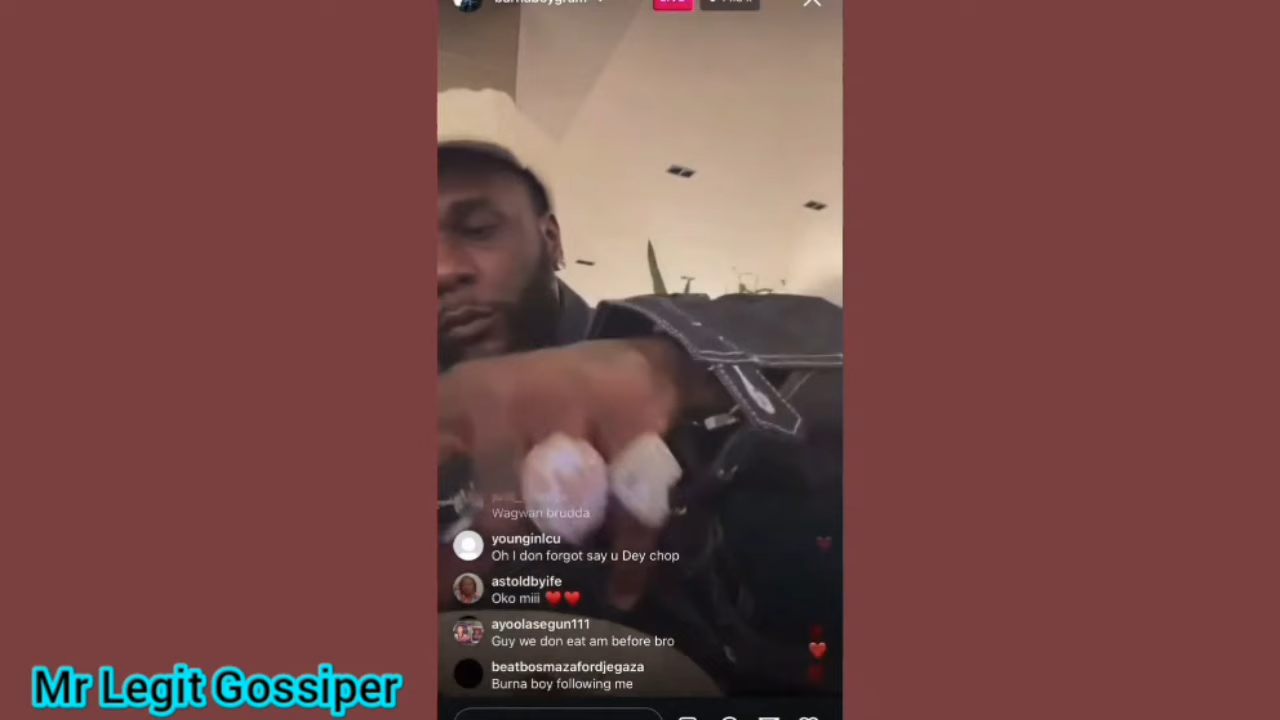 Wagwan brudda
younginlcu
Oh I don forgot say u Dey chop
astoldbyife
Oko miii ❤️❤️
ayoolasegun111
Guy we don eat am before bro
beatbosmazafordjegaza
Burna boy following me
Mr Legit Gossiper